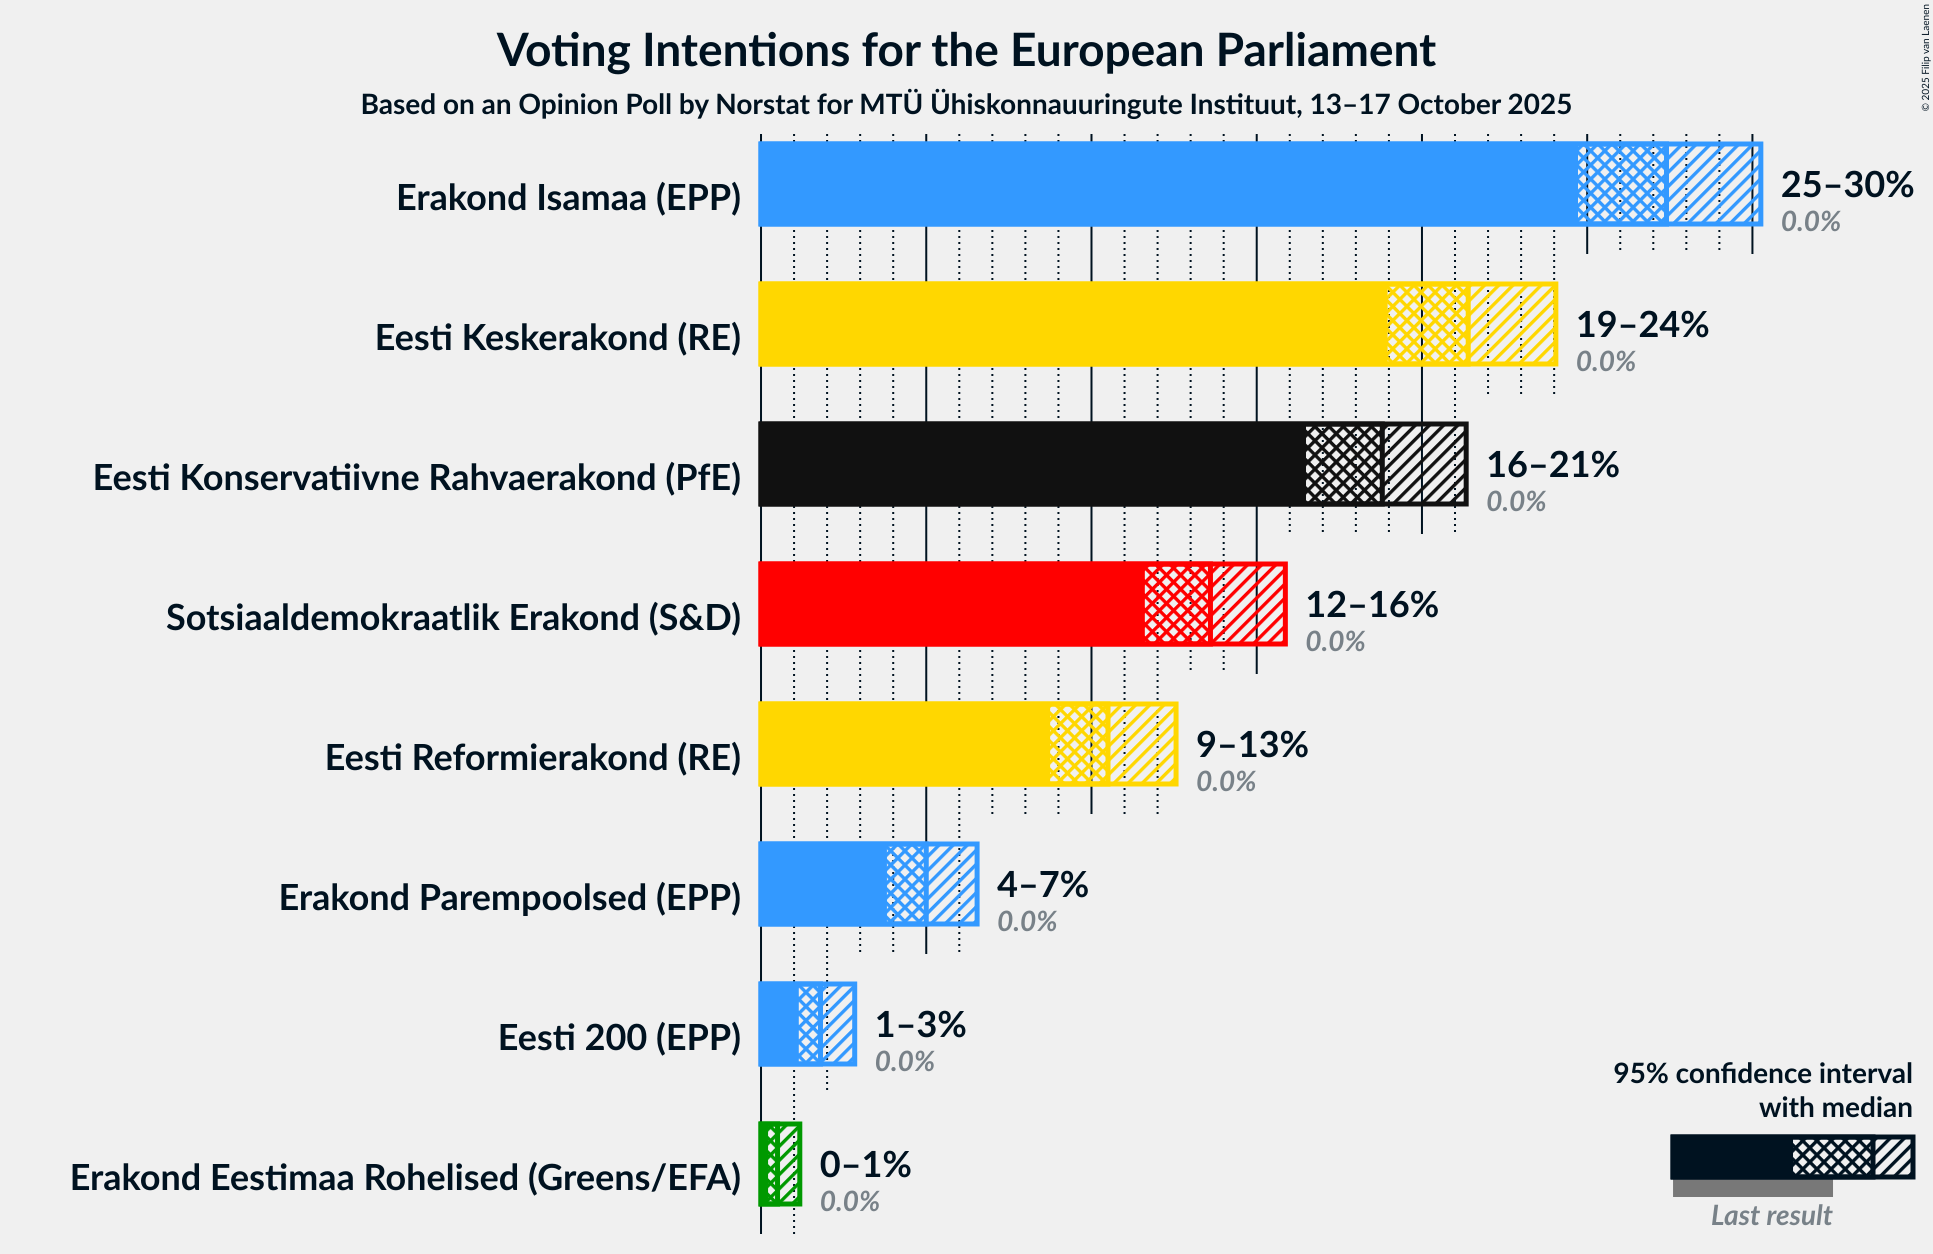 Voting Intentions for the European Parliament
Based on an Opinion Poll by Norstat for MTÜ Ühiskonnauuringute Instituut, 13–17 October 2025
© 2025 Filip van Laenen
Erakond Isamaa (EPP)
25–30%
0.0%
Eesti Keskerakond (RE)
19–24%
0.0%
Eesti Konservatiivne Rahvaerakond (PfE)
16–21%
0.0%
Sotsiaaldemokraatlik Erakond (S&D)
12–16%
0.0%
Eesti Reformierakond (RE)
9–13%
0.0%
Erakond Parempoolsed (EPP)
4–7%
0.0%
Eesti 200 (EPP)
1–3%
0.0%
Erakond Eestimaa Rohelised (Greens/EFA)
0–1%
0.0%
95% confidence interval
with median
Last result